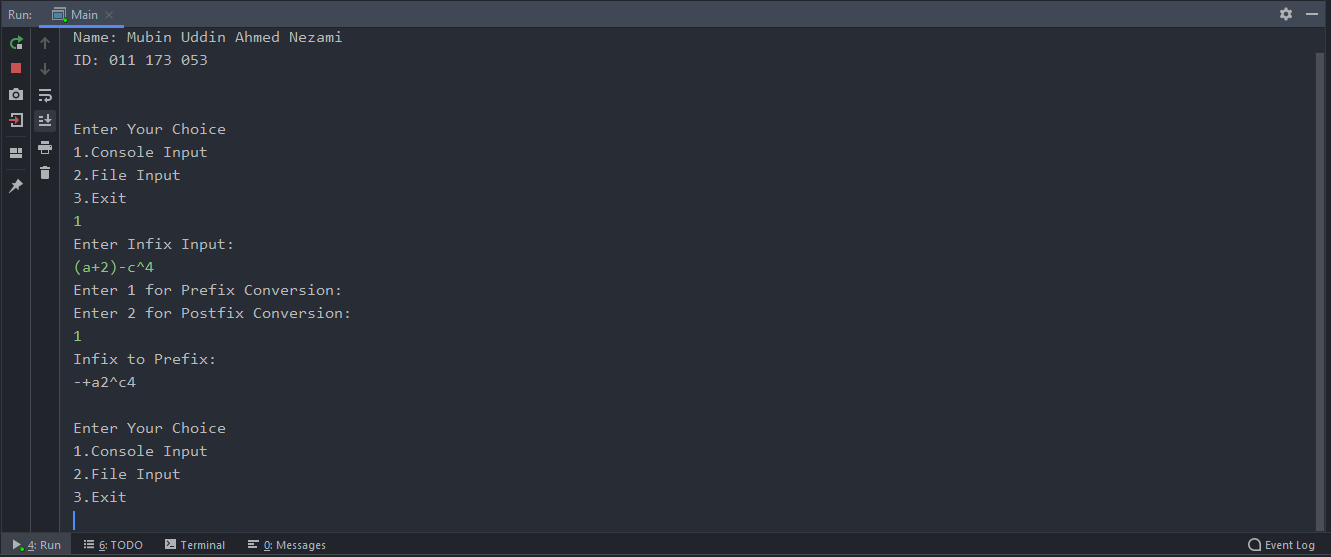 Run: Main
Name: Mubin Uddin Ahmed Nezami
ID: 011 173 053
Enter Your Choice
1.Console Input
2.File Input
3.Exit
1
Enter Infix Input:
(a+2)-c^4
Enter 1 for Prefix Conversion:
Enter 2 for Postfix Conversion:
1
Infix to Prefix:
-+a2^c4
Enter Your Choice
1.Console Input
2.File Input
3.Exit
4: Run 6: TODO Terminal 0: Messages Event Log